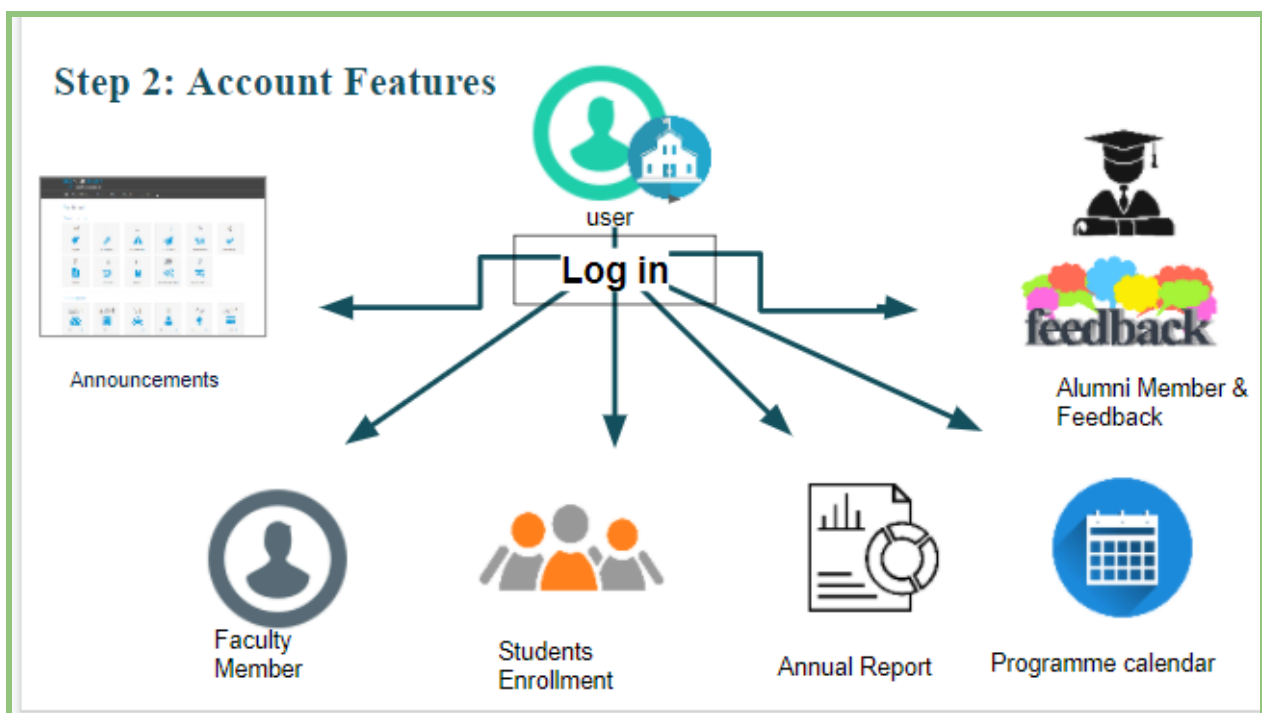 Step 2: Account Features
user
Log in
Announcements
feedback
Alumni Member &
Feedback
Faculty
Member
Students
Enrollment
Annual Report
Programme calendar